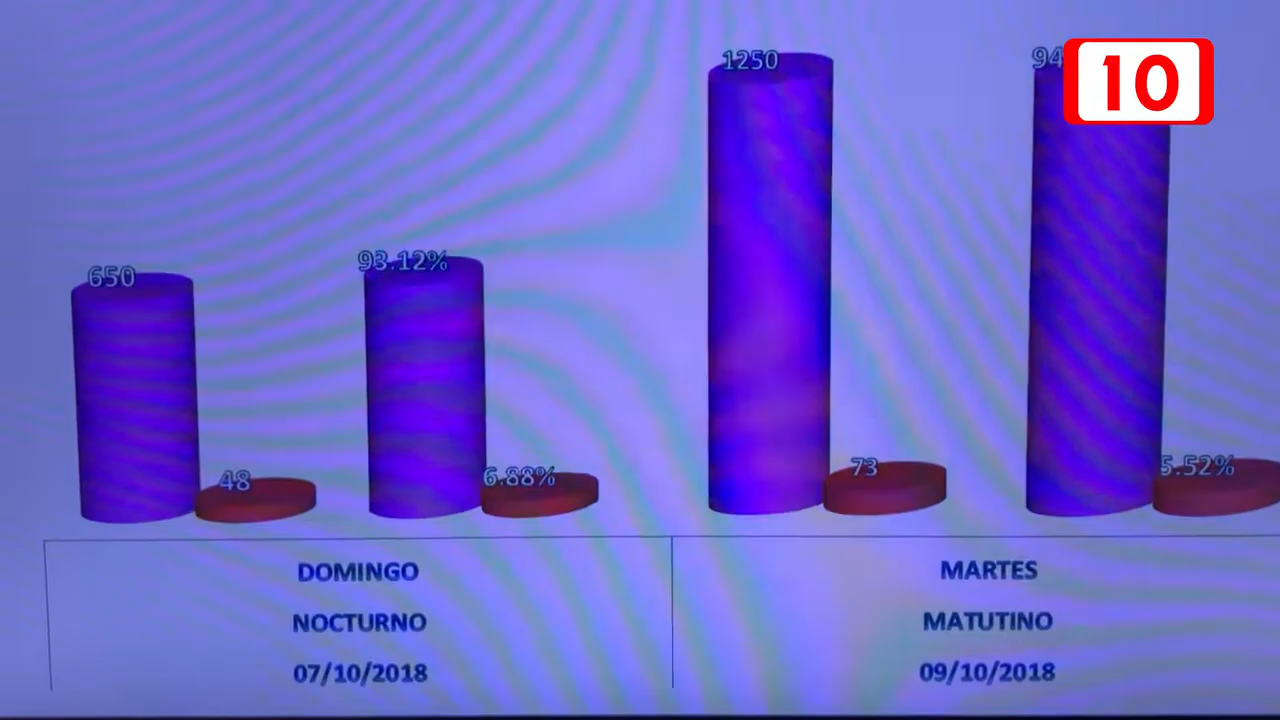 1250
94
10
650
93.12%
48
6.88%
73
5.52%
DOMINGO
NOCTURNO
07/10/2018
MARTES
MATUTINO
09/10/2018